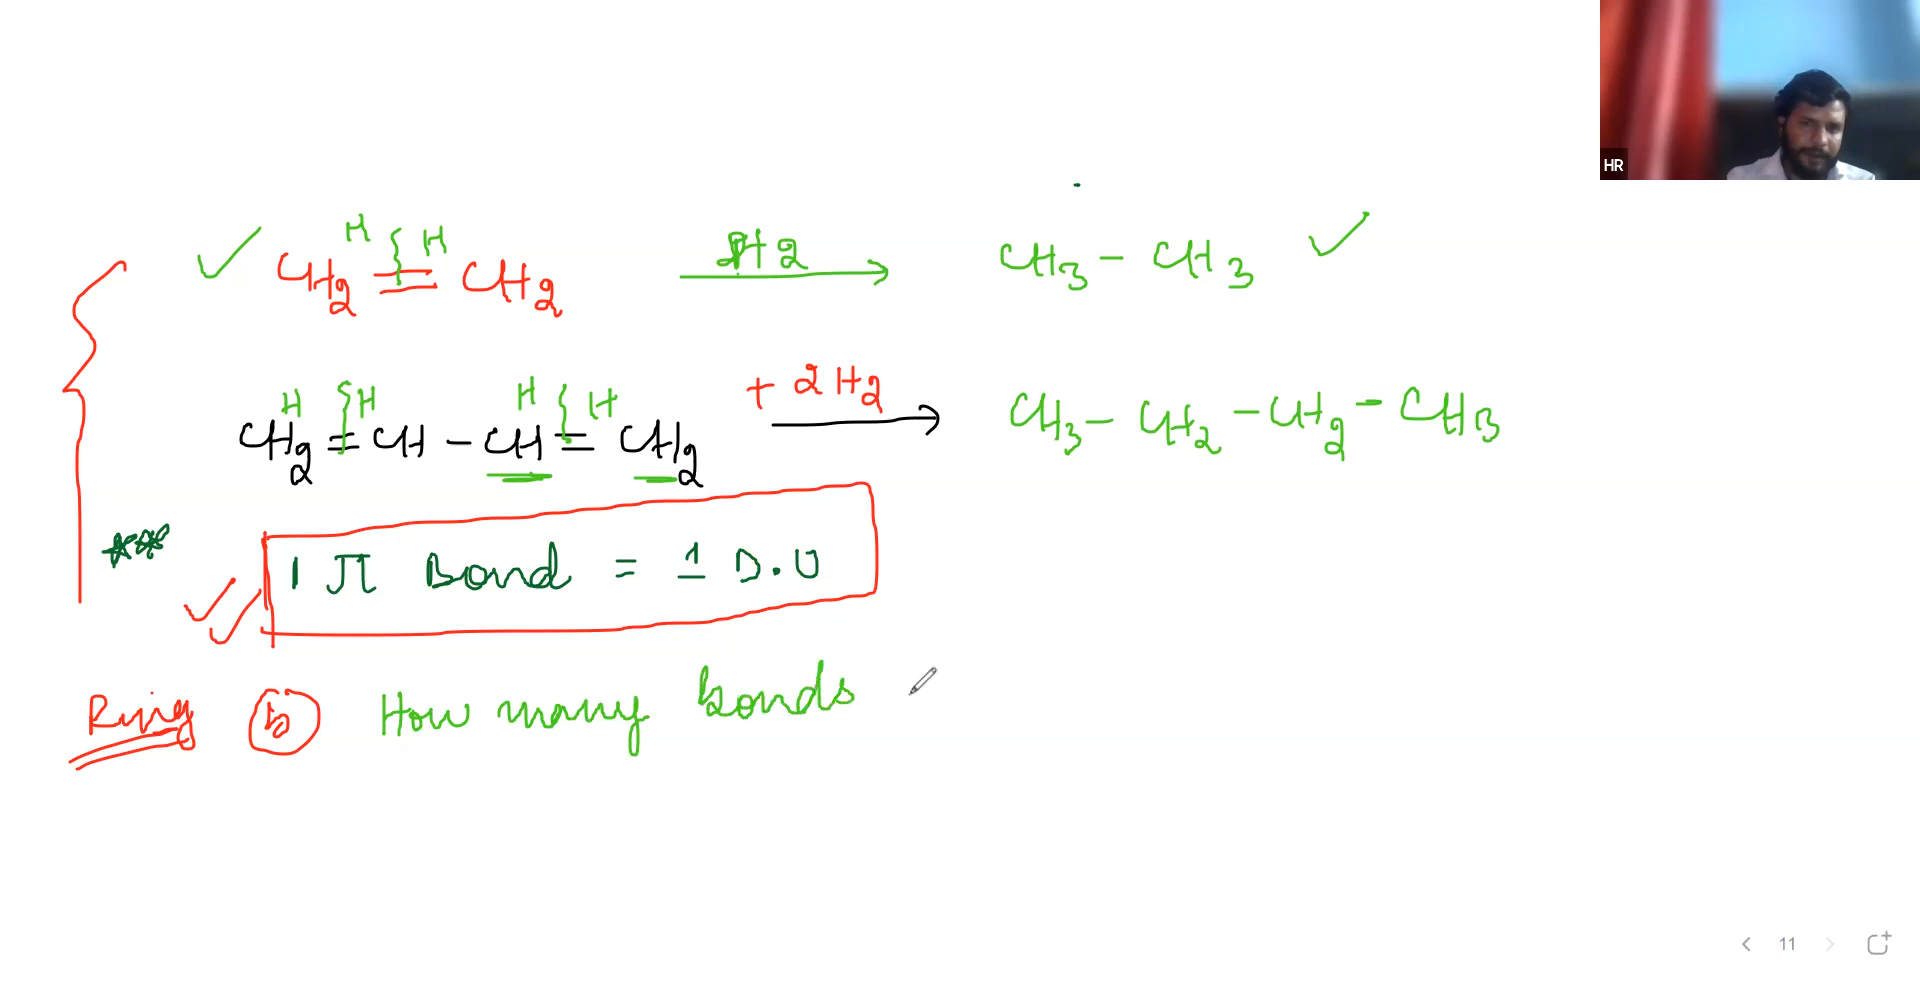 HR
H H
CH2 = CH2 H2 CH3 - CH3
H H H H
CH2 = CH - CH = CH2 + 2H2 CH3 - CH2 - CH2 - CH3
1 π Bond = 1 D.U
Ring b How many bonds
11